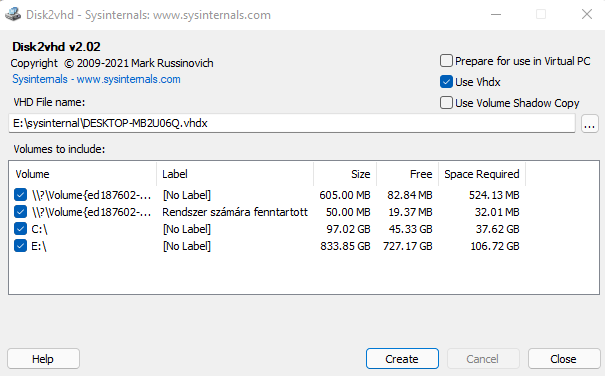 Disk2vhd - Sysinternals: www.sysinternals.com
Disk2vhd v2.02
Copyright © 2009-2021 Mark Russinovich
Sysinternals - www.sysinternals.com
Prepare for use in Virtual PC
Use Vhdx
Use Volume Shadow Copy
VHD File name:
E:\sysinternal\DESKTOP-MB2U06Q.vhdx
...
Volumes to include:
Volume Label Size Free Space Required
\\?\Volume{ed187602-... [No Label] 605.00 MB 82.84 MB 524.13 MB
\\?\Volume{ed187602-... Rendszer számára fenntartott 50.00 MB 19.37 MB 32.01 MB
C:\ [No Label] 97.02 GB 45.33 GB 37.62 GB
E:\ [No Label] 833.85 GB 727.17 GB 106.72 GB
Help Create Cancel Close